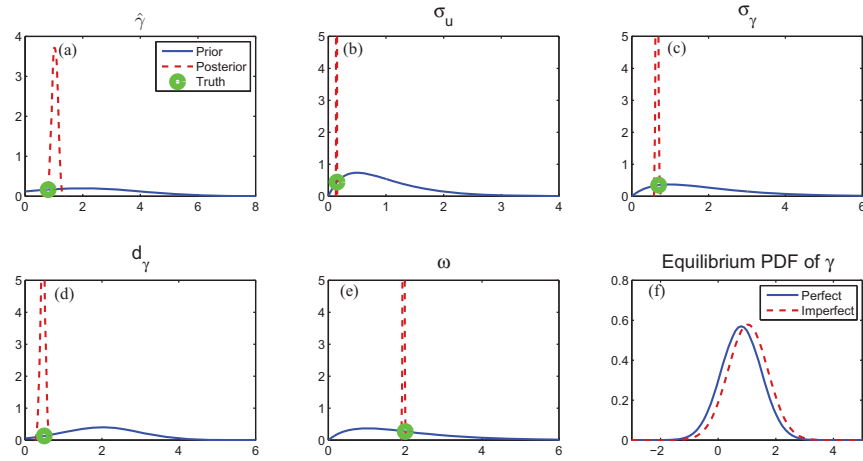 γ̂
σ_u
σ_γ
(a)
Prior
Posterior
Truth
4
3
2
1
0
0 2 4 6 8
(b)
5
4
3
2
1
0
0 1 2 3 4
(c)
5
4
3
2
1
0
0 2 4 6
d_γ
ω
Equilibrium PDF of γ
(d)
5
4
3
2
1
0
0 2 4 6
(e)
5
4
3
2
1
0
0 2 4 6
(f)
Perfect
Imperfect
0.8
0.6
0.4
0.2
0
−2 0 2 4